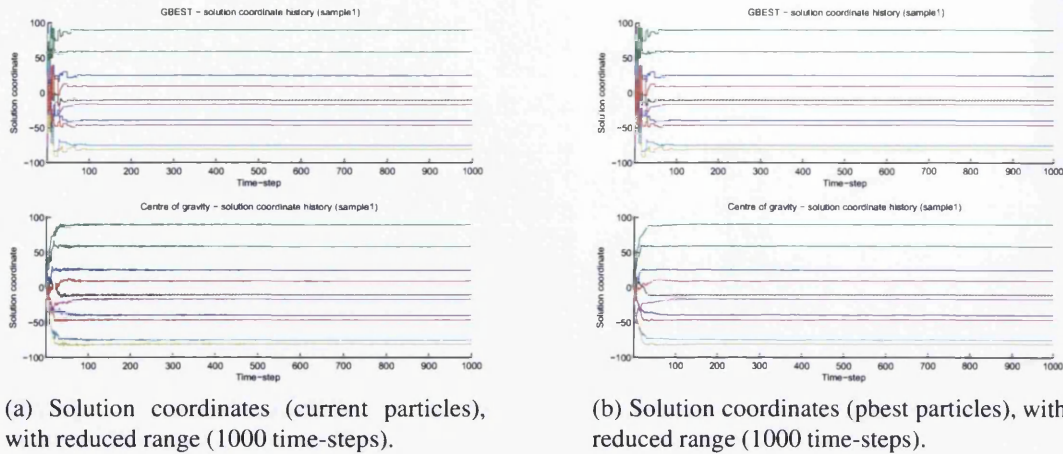 GBEST - solution coordinate history (sample1)
Solution coordinate
100
50
0
-50
-100
100 200 300 400 500 600 700 800 900 1000
Time-step
Centre of gravity - solution coordinate history (sample1)
Solution coordinate
100
50
0
-50
-100
100 200 300 400 500 600 700 800 900 1000
Time-step
(a) Solution coordinates (current particles),
with reduced range (1000 time-steps).
GBEST - solution coordinate history (sample1)
Solution coordinate
100
50
0
-50
-100
100 200 300 400 500 600 700 800 900 1000
Time-step
Centre of gravity - solution coordinate history (sample1)
Solution coordinate
100
50
0
-50
-100
100 200 300 400 500 600 700 800 900 1000
Time-step
(b) Solution coordinates (pbest particles), with
reduced range (1000 time-steps).